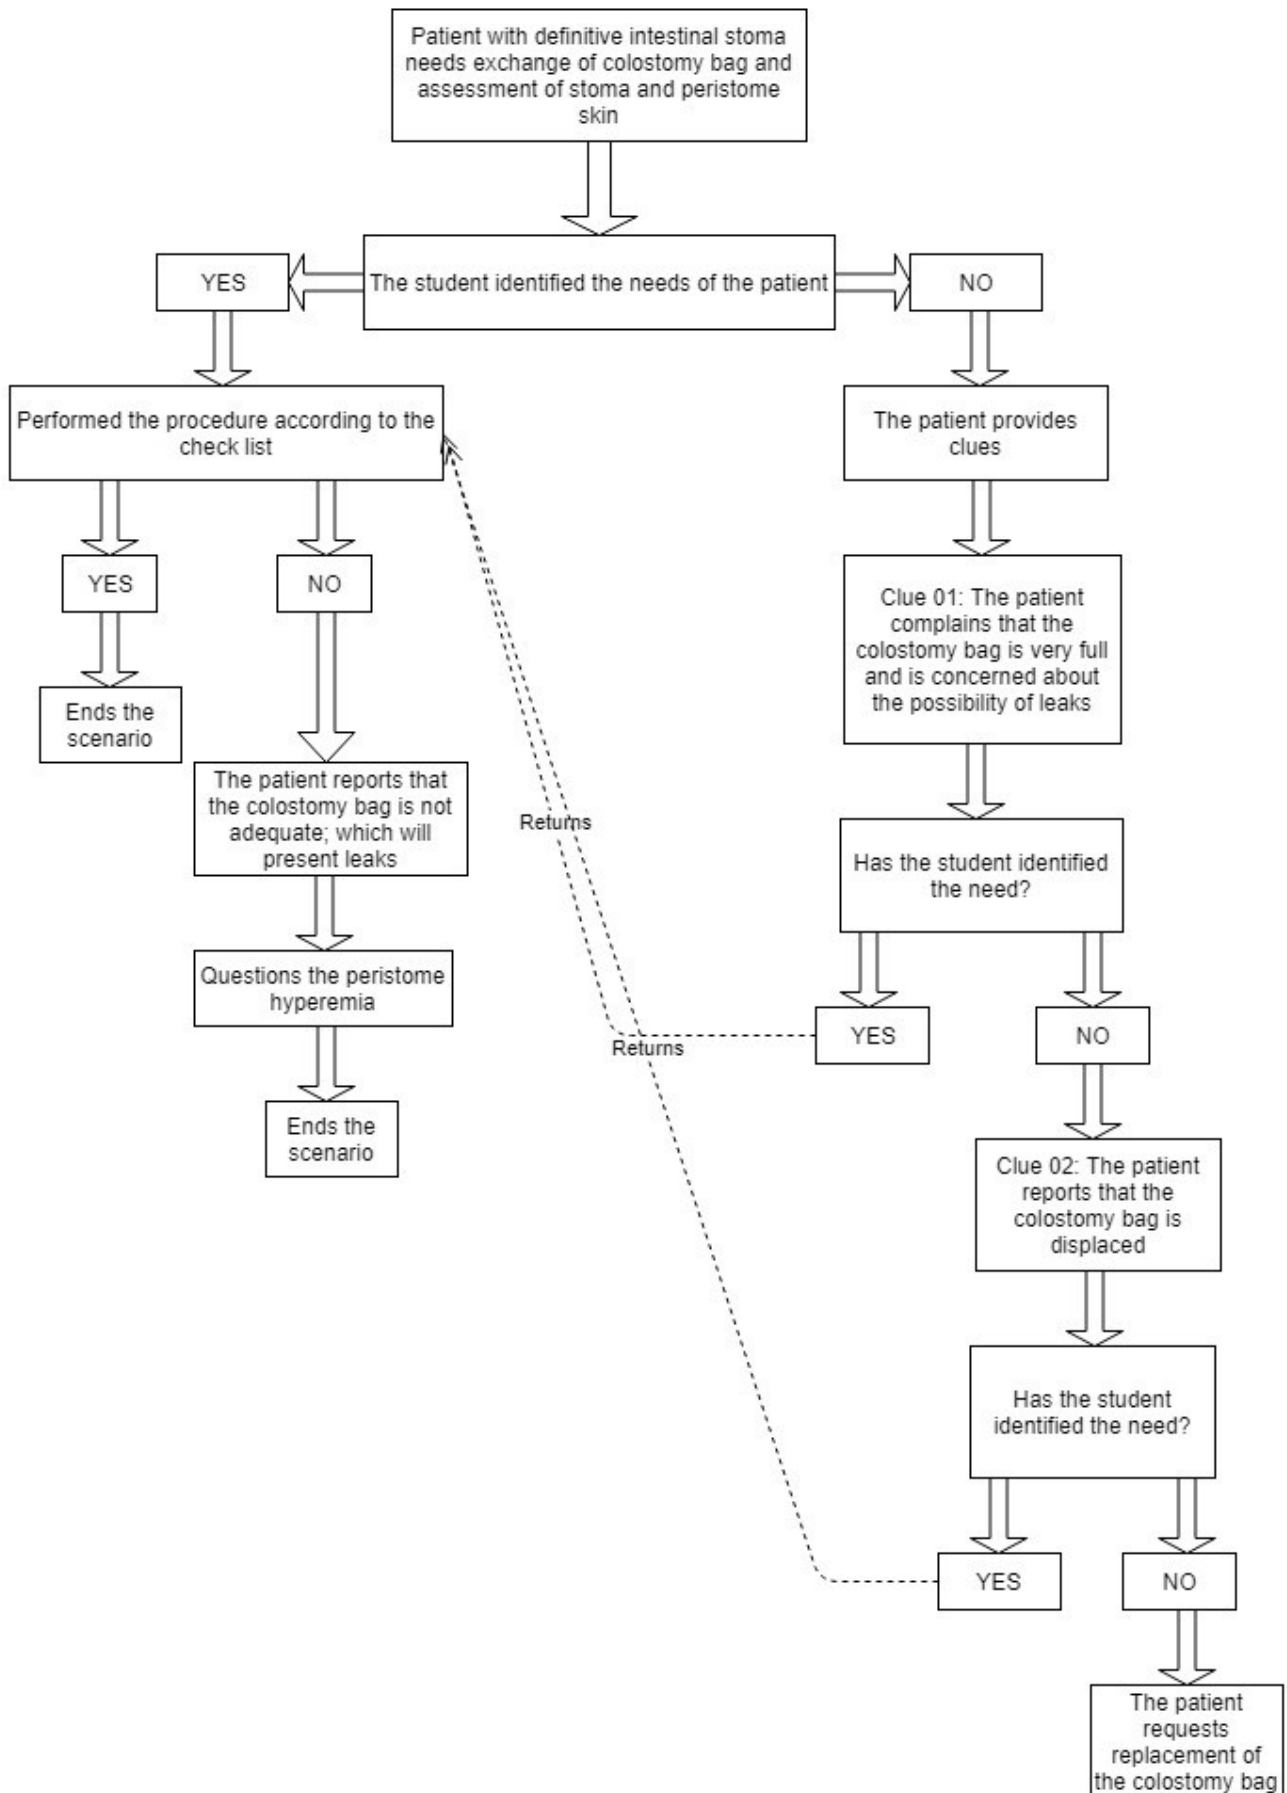 Patient with definitive intestinal stoma
needs exchange of colostomy bag and
assessment of stoma and peristome
skin
The student identified the needs of the patient
YES
NO
Performed the procedure according to the
check list
The patient provides
clues
YES
NO
Clue 01: The patient
complains that the
colostomy bag is very full
and is concerned about
the possibility of leaks
Ends the
scenario
The patient reports that
the colostomy bag is not
adequate; which will
present leaks
Returns
Has the student identified
the need?
Questions the peristome
hyperemia
YES
NO
Returns
Ends the
scenario
Clue 02: The patient
reports that the
colostomy bag is
displaced
Has the student
identified the need?
YES
NO
The patient
requests
replacement of
the colostomy bag